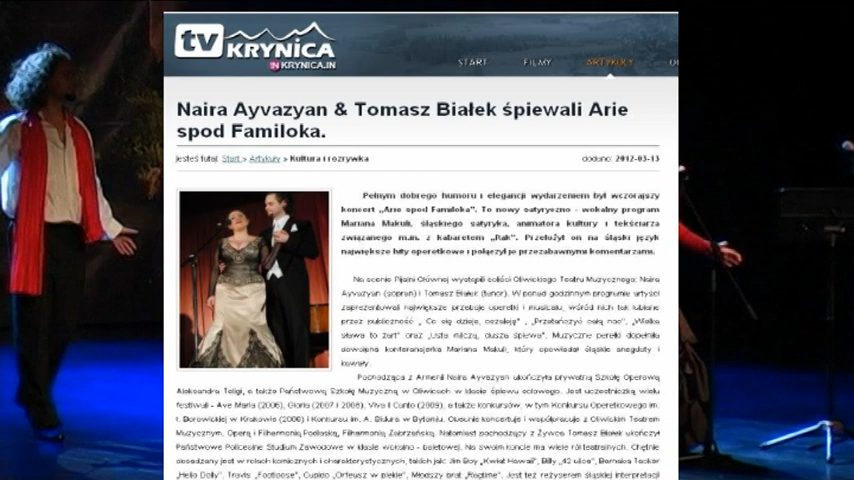 tv KRYNICA
IN KRYNICA.IN
START FILMY ARTYKUŁY
Naira Ayvazyan & Tomasz Białek śpiewali Arie
spod Familoka.
jesteś tutaj: Start > Artykuły > Kultura i rozrywka dodano: 2012-03-13
Pełnym dobrego humoru i elegancji wydarzeniem był wczorajszy
koncert „Arie spod Familoka". To nowy satyryczno - wokalny program
Mariana Makuli, śląskiego satyryka, animatora kultury i tekściarza
związanego m.in. z kabaretem „Rak". Przełożył on na śląski język
największe hity operetkowe i połączył je przezabawnymi komentarzami.
Na scenie Pijalni Głównej wystąpili soliści Gliwickiego Teatru Muzycznego: Naira
Ayvazyan (sopran) i Tomasz Białek (tenor). W ponad godzinnym programie artyści
zaprezentowali największe przeboje operetki i musicalu, wśród nich tak lubiane
przez publiczność „ Co się dzieje, oszaleję" , „Przetańczyć całą noc", „Wielka
sława to żart" oraz „Usta milczą, dusza śpiewa". Muzyczne perełki dopełniła
dowcipna konferansjerka Mariana Makuli, który opowiadał śląskie anegdoty i
kawały.
Pochodząca z Armenii Naira Ayvazyan ukończyła prywatną Szkołę Operową
Aleksandra Teligi, a także Państwową Szkołę Muzyczną w Gliwicach w klasie śpiewu solowego. Jest uczestniczką wielu
festiwali - Ave Maria (2006), Gloria (2007 i 2008), Viva il Canto (2009), a także konkursów, w tym Konkursu Operetkowego im.
I. Borowickiej w Krakowie (2008) i Konkursu im. A. Bidura w Bytomiu. Obecnie koncertuje i współpracuje z Gliwickim Teatrem
Muzycznym, Operą i Filharmonią Podlaską, Filharmonią Zabrzańską. Natomiast pochodzący z Żywca Tomasz Białek ukończył
Państwowe Policealne Studium Zawodowe w klasie wokalno - baletowej. Na swoim koncie ma wiele ról teatralnych. Chętnie
obsadzany jest w rolach komicznych i charakterystycznych, takich jak: Jim Boy „Kwiat Hawaii", Billy „42 ulica", Barnaba Tucker
„Hello Dolly", Travis „Footloose", Cupido „Orfeusz w piekle", Młodszy brat „Ragtime". Jest też reżyserem śląskiej interpretacji